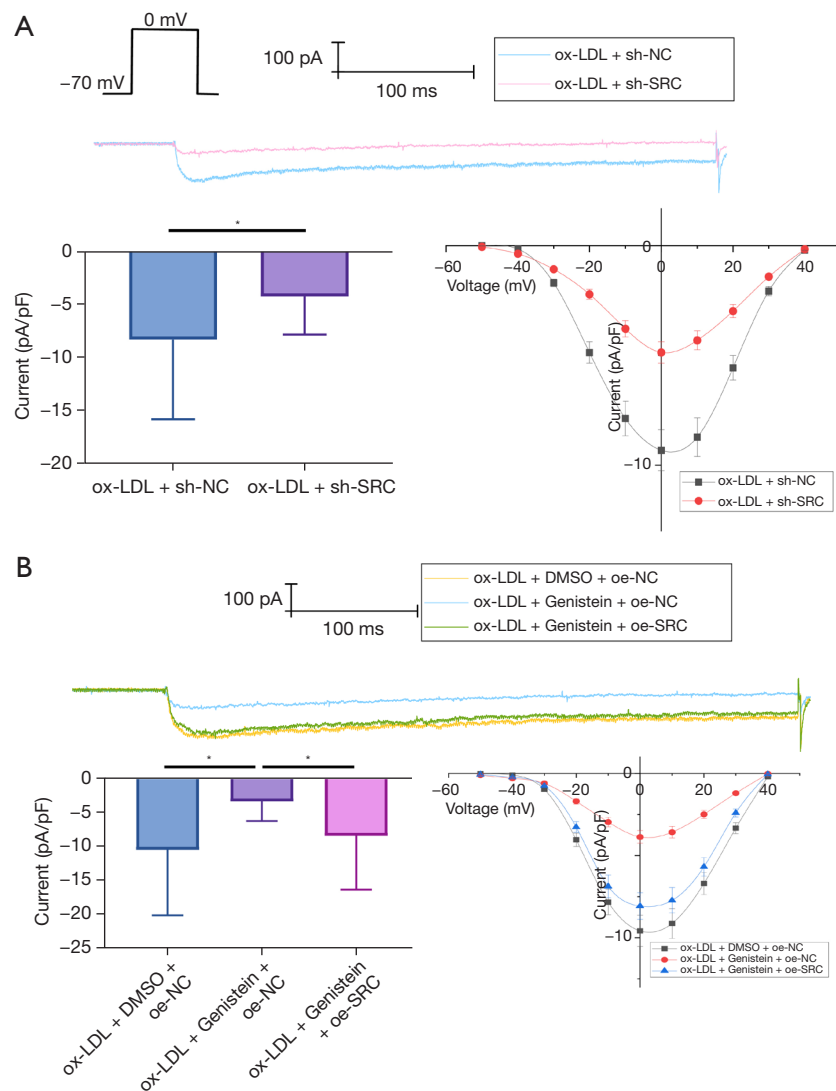 A
0 mV
−70 mV
100 pA
100 ms
ox-LDL + sh-NC
ox-LDL + sh-SRC
*
0
−5
−10
−15
−20
Current (pA/pF)
ox-LDL + sh-NC
ox-LDL + sh-SRC
−60
−40
−20
0
0
20
40
Voltage (mV)
Current (pA/pF)
−10
ox-LDL + sh-NC
ox-LDL + sh-SRC
B
100 pA
100 ms
ox-LDL + DMSO + oe-NC
ox-LDL + Genistein + oe-NC
ox-LDL + Genistein + oe-SRC
*
*
0
−5
−10
−15
−20
−25
Current (pA/pF)
ox-LDL + DMSO +
oe-NC
ox-LDL + Genistein +
oe-NC
ox-LDL + Genistein
+ oe-SRC
−60
−40
−20
0
0
20
40
Voltage (mV)
Current (pA/pF)
−10
ox-LDL + DMSO + oe-NC
ox-LDL + Genistein + oe-NC
ox-LDL + Genistein + oe-SRC